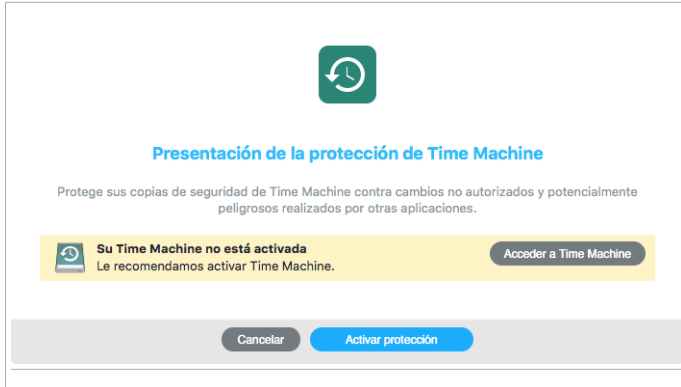 Presentación de la protección de Time Machine
Protege sus copias de seguridad de Time Machine contra cambios no autorizados y potencialmente
peligrosos realizados por otras aplicaciones.
Su Time Machine no está activada
Le recomendamos activar Time Machine.
Acceder a Time Machine
Cancelar
Activar protección